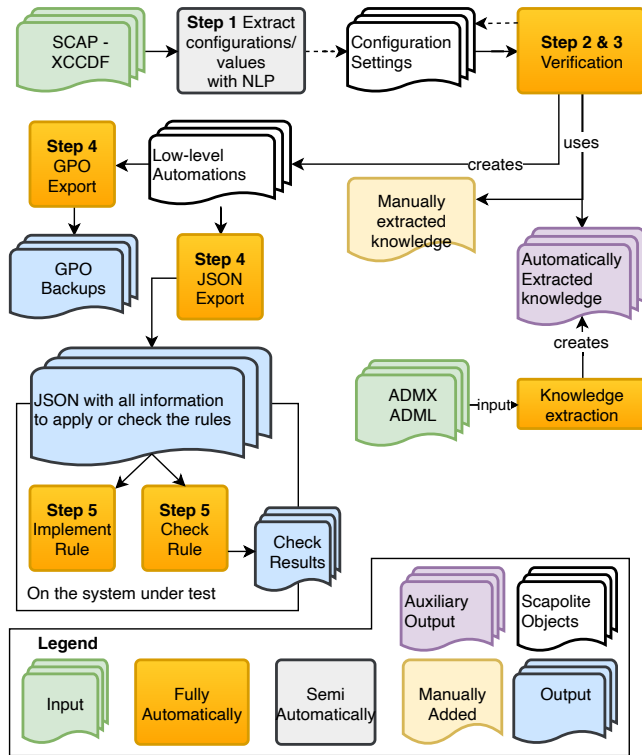 SCAP -
XCCDF
Step 1 Extract
configurations/
values
with NLP
Configuration
Settings
Step 2 & 3
Verification
uses
creates
Step 4
GPO
Export
Low-level
Automations
Manually
extracted
knowledge
GPO
Backups
Step 4
JSON
Export
Automatically
Extracted
knowledge
creates
JSON with all information
to apply or check the rules
ADMX
ADML
input
Knowledge
extraction
Step 5
Implement
Rule
Step 5
Check
Rule
Check
Results
On the system under test
Auxiliary
Output
Scapolite
Objects
Legend
Input
Fully
Automatically
Semi
Automatically
Manually
Added
Output